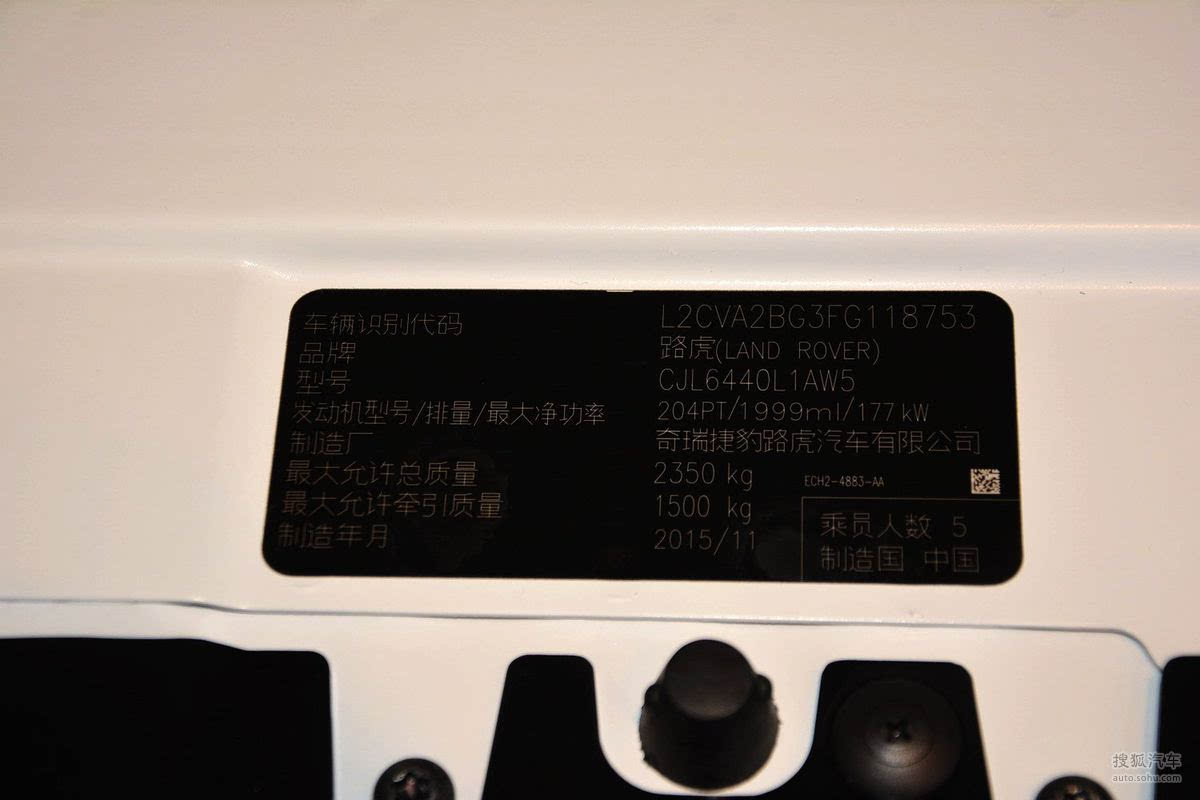 车辆识别代码 L2CVA2BG3FG118753
品牌 路虎(LAND ROVER)
型号 CJL6440L1AW5
发动机型号/排量/最大净功率 204PT/1999ml/177kW
制造厂 奇瑞捷豹路虎汽车有限公司
最大允许总质量 2350 kg ECH2-4883-AA
最大允许牵引质量 1500 kg
乘员人数 5
制造年月 2015/11
制造国 中国
搜狐汽车
auto.sohu.com